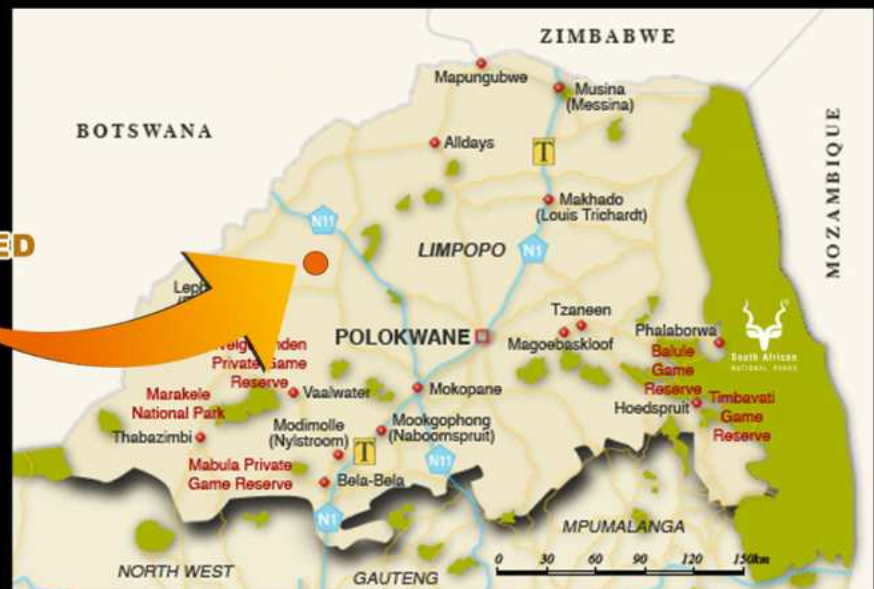 ZIMBABWE
Mapungubwe
Musina
(Messina)
BOTSWANA
MOZAMBIQUE
Alldays
T
Makhado
(Louis Trichardt)
N11
LIMPOPO
N1
Tzaneen
POLOKWANE
Magoebaskloof
Phalaborwa
South African
NATIONAL PARKS
Balule
Game
Reserve
Private Game
Reserve
Marakele
National Park
Vaalwater
Mokopane
Hoedspruit
Timbavati
Game
Reserve
Thabazimbi
Modimolle
(Nylstroom)
Mookgophong
(Naboomspruit)
T
Mabula Private
Game Reserve
Bela-Bela
N11
N1
MPUMALANGA
NORTH WEST
GAUTENG
0 30 60 90 120 150km